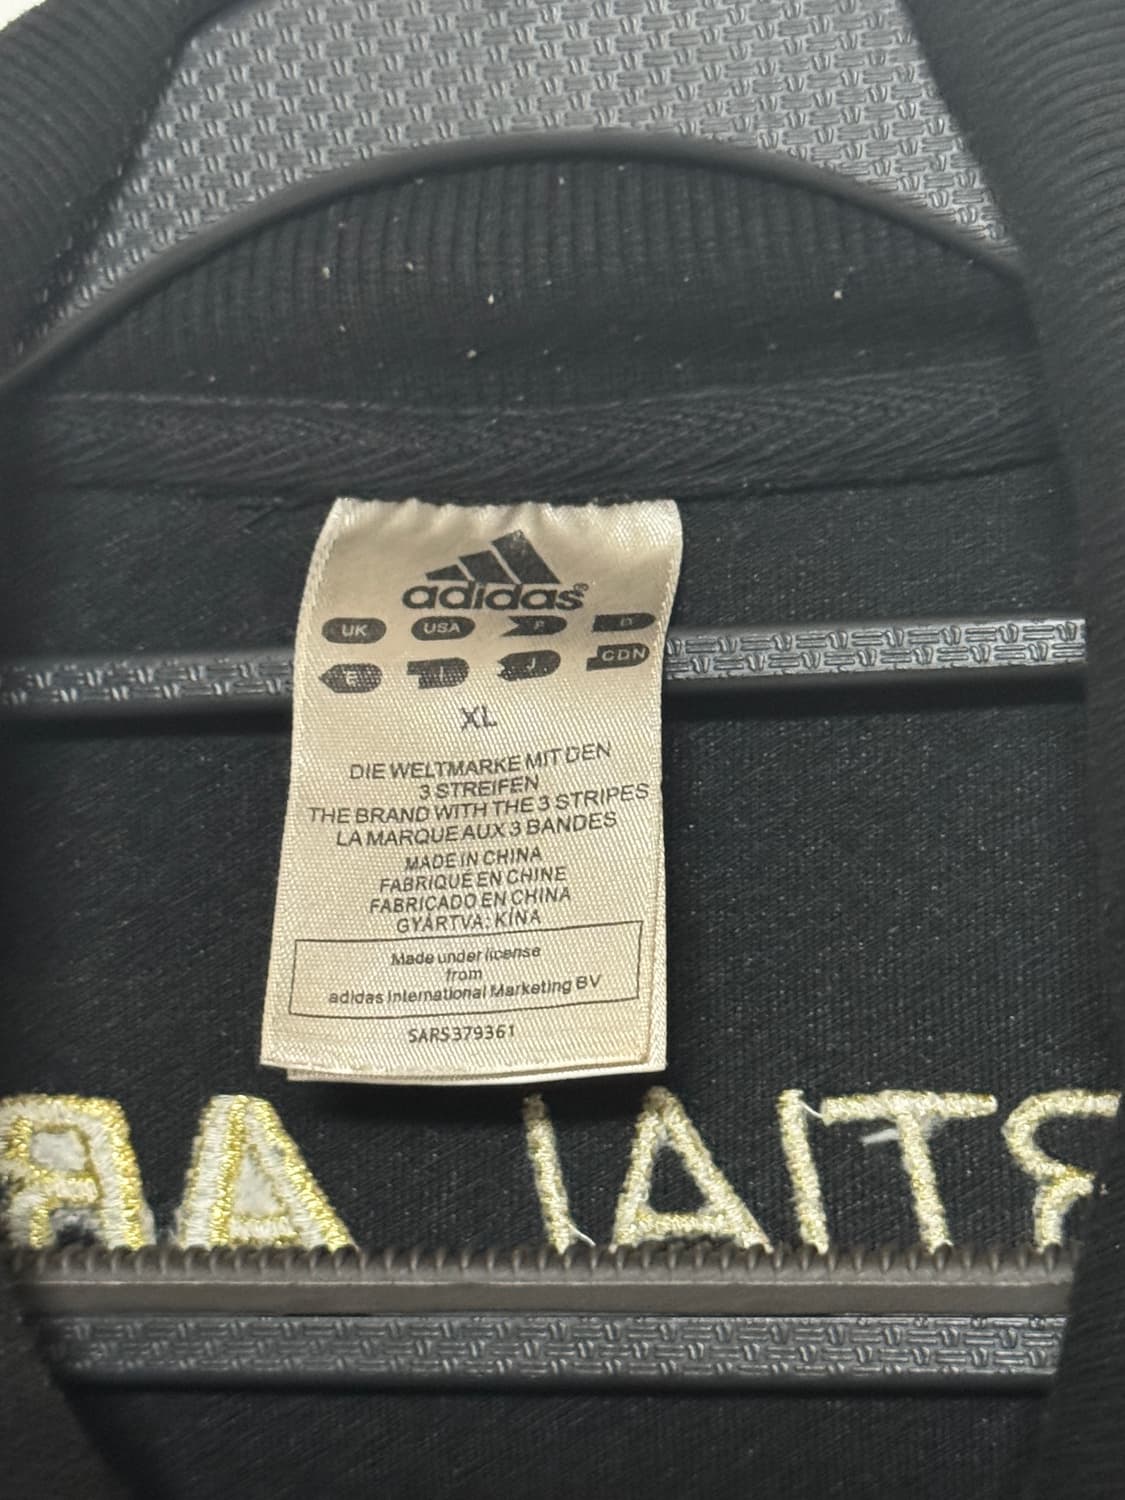 adidas®
UK USA F D
E I J CDN
XL
DIE WELTMARKE MIT DEN
3 STREIFEN
THE BRAND WITH THE 3 STRIPES
LA MARQUE AUX 3 BANDES
MADE IN CHINA
FABRIQUÉ EN CHINE
FABRICADO EN CHINA
GYÁRTVA: KÍNA
Made under license
from
adidas International Marketing BV
SARS379361